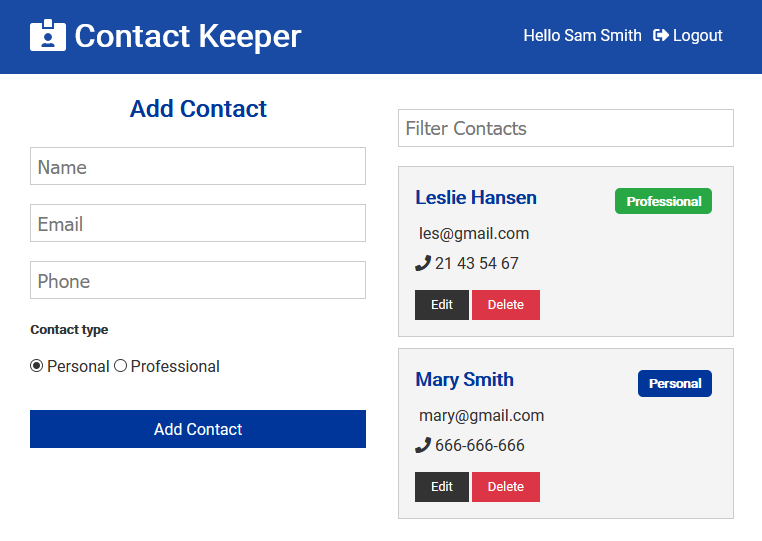 Contact Keeper
Hello Sam Smith Logout
Add Contact
Name
Email
Phone
Contact type
Personal Professional
Add Contact
Filter Contacts
Leslie Hansen Professional
les@gmail.com
21 43 54 67
Edit Delete
Mary Smith Personal
mary@gmail.com
666-666-666
Edit Delete